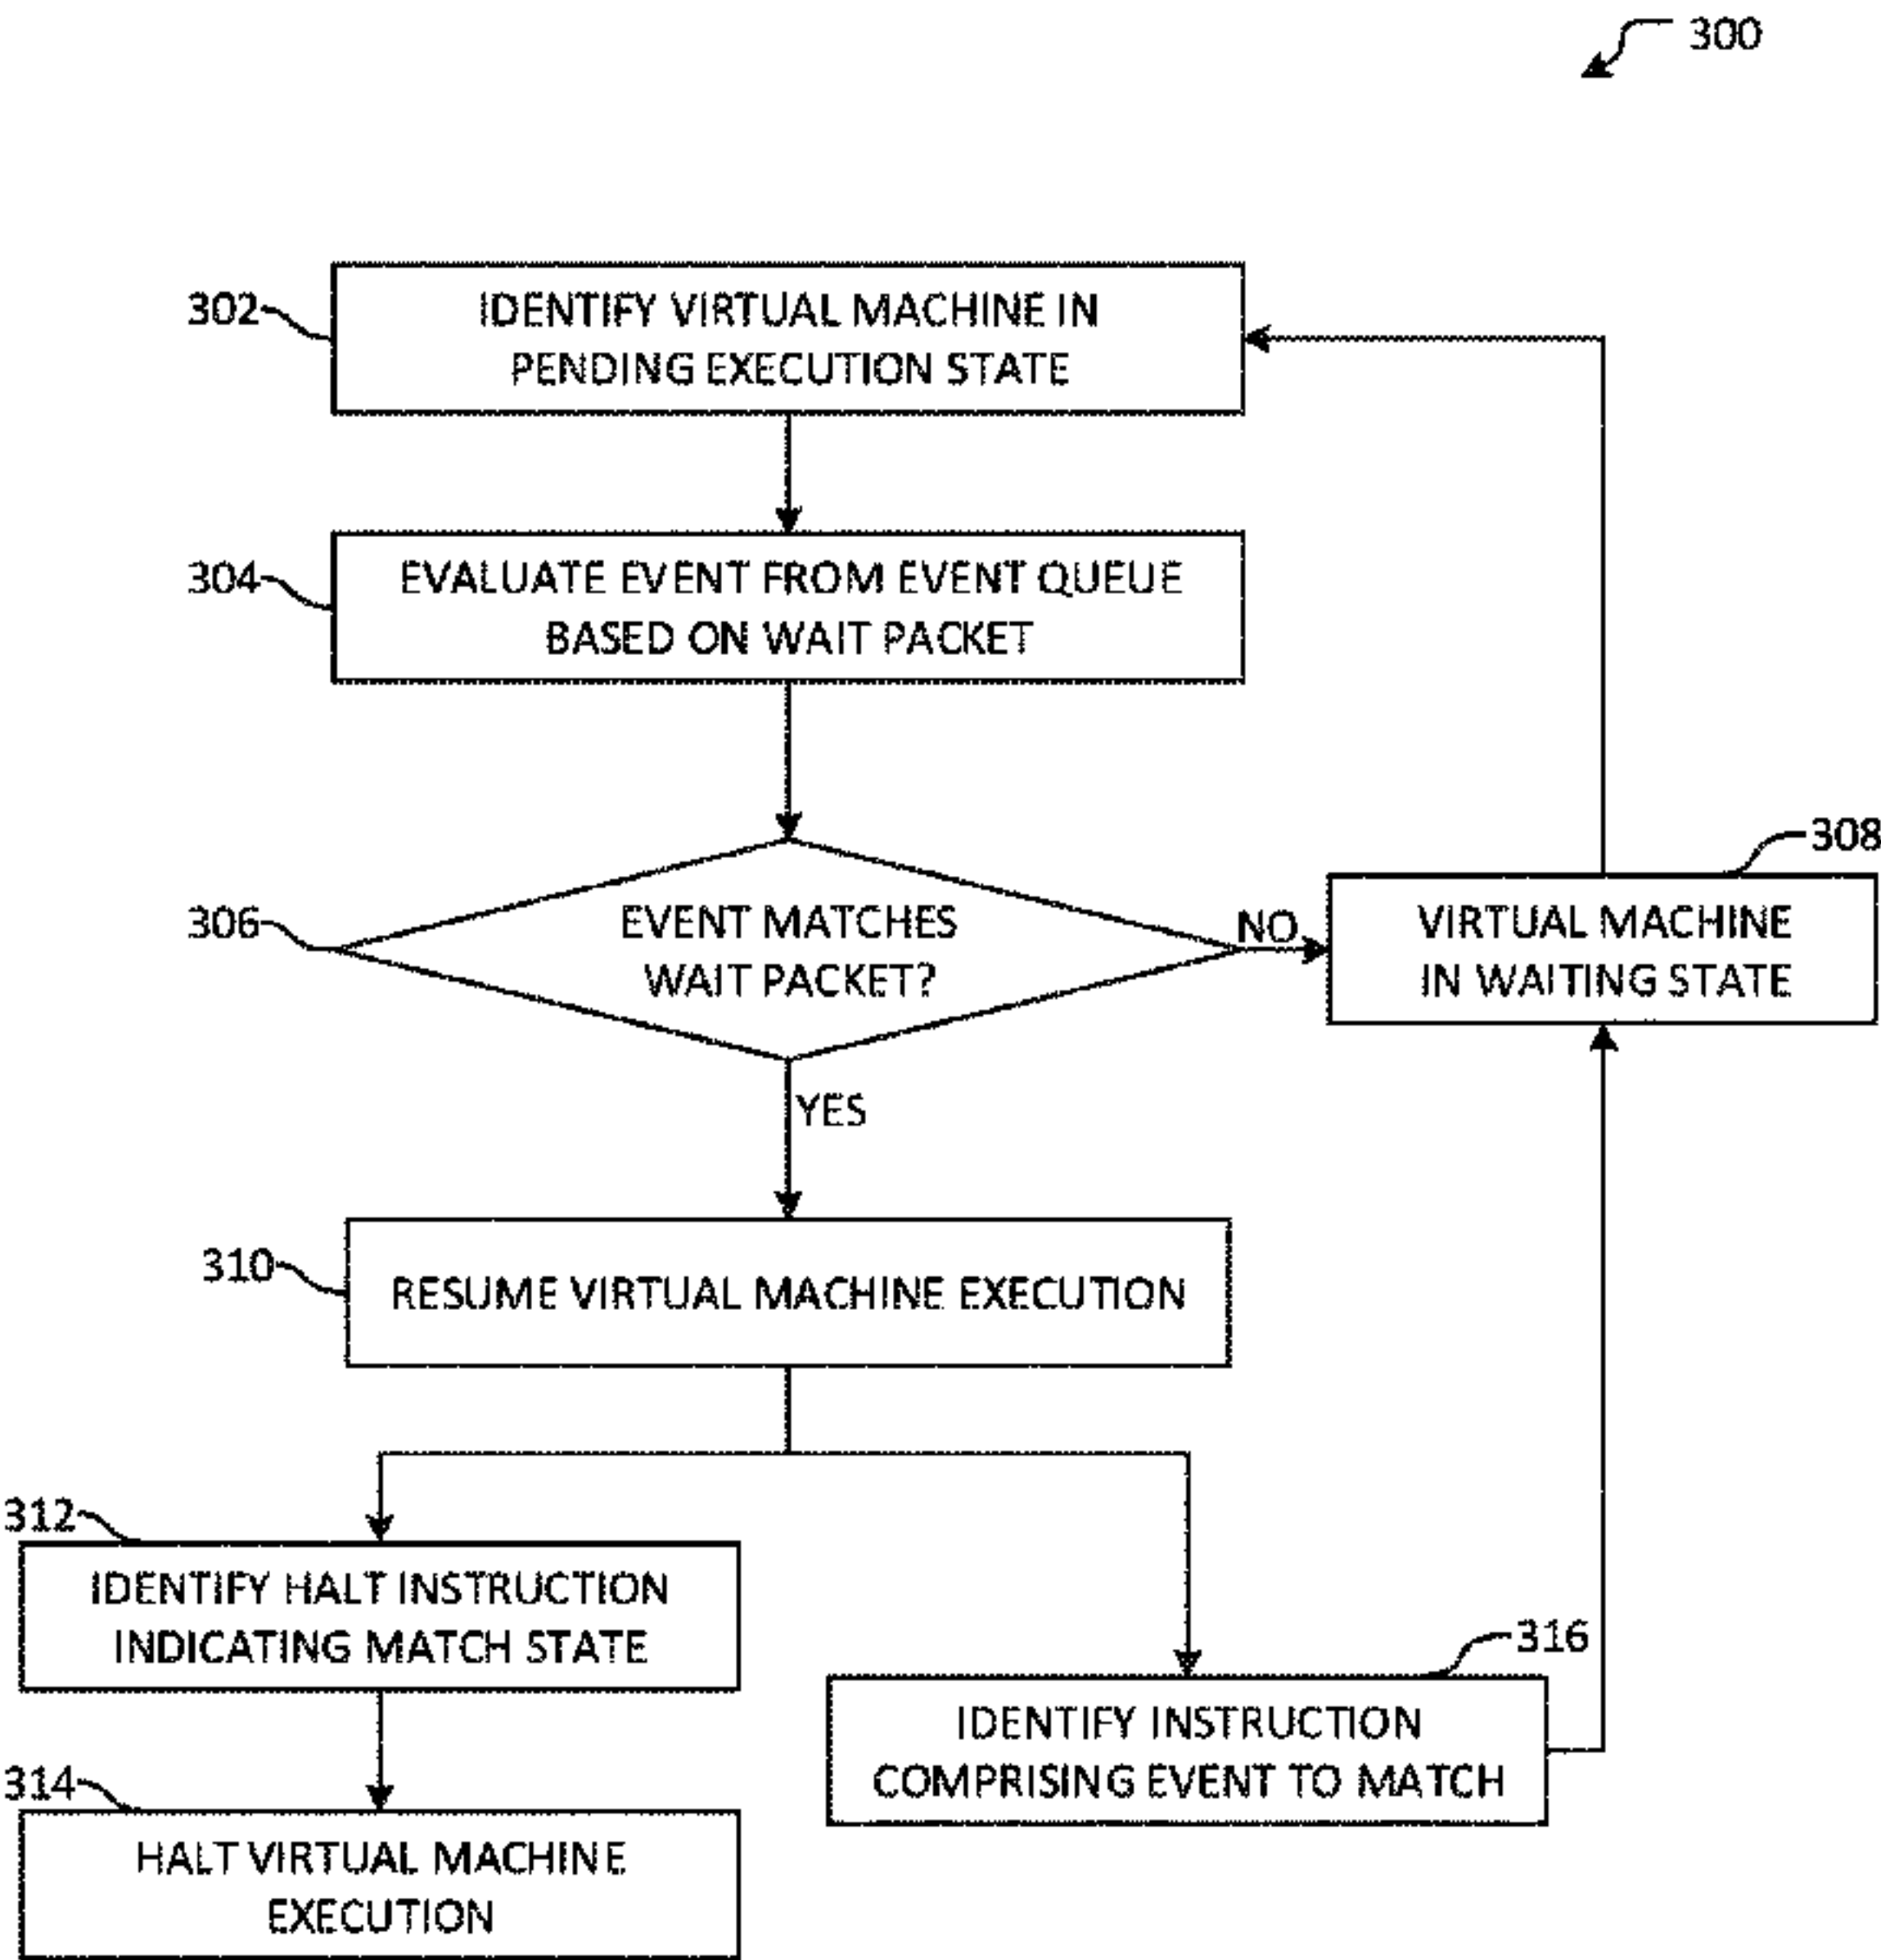 300
302
IDENTIFY VIRTUAL MACHINE IN
PENDING EXECUTION STATE
304
EVALUATE EVENT FROM EVENT QUEUE
BASED ON WAIT PACKET
306
EVENT MATCHES
WAIT PACKET?
NO
308
VIRTUAL MACHINE
IN WAITING STATE
YES
310
RESUME VIRTUAL MACHINE EXECUTION
312
IDENTIFY HALT INSTRUCTION
INDICATING MATCH STATE
314
HALT VIRTUAL MACHINE
EXECUTION
316
IDENTIFY INSTRUCTION
COMPRISING EVENT TO MATCH